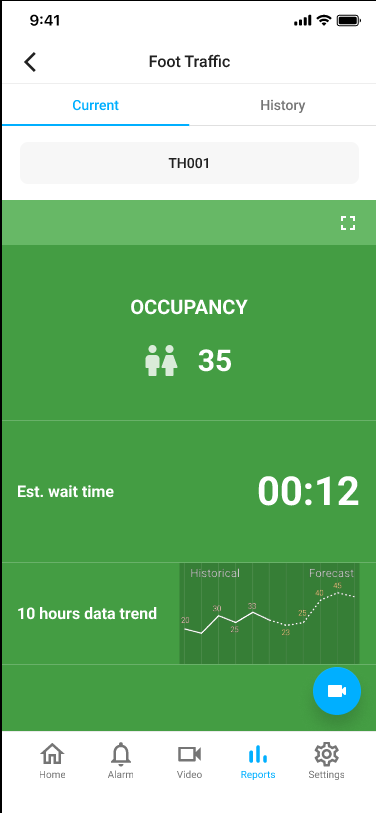 9:41
Foot Traffic
Current
History
TH001
OCCUPANCY
35
Est. wait time
00:12
10 hours data trend
Historical
Forecast
20
30
25
33
23
25
40
45
Home
Alarm
Video
Reports
Settings